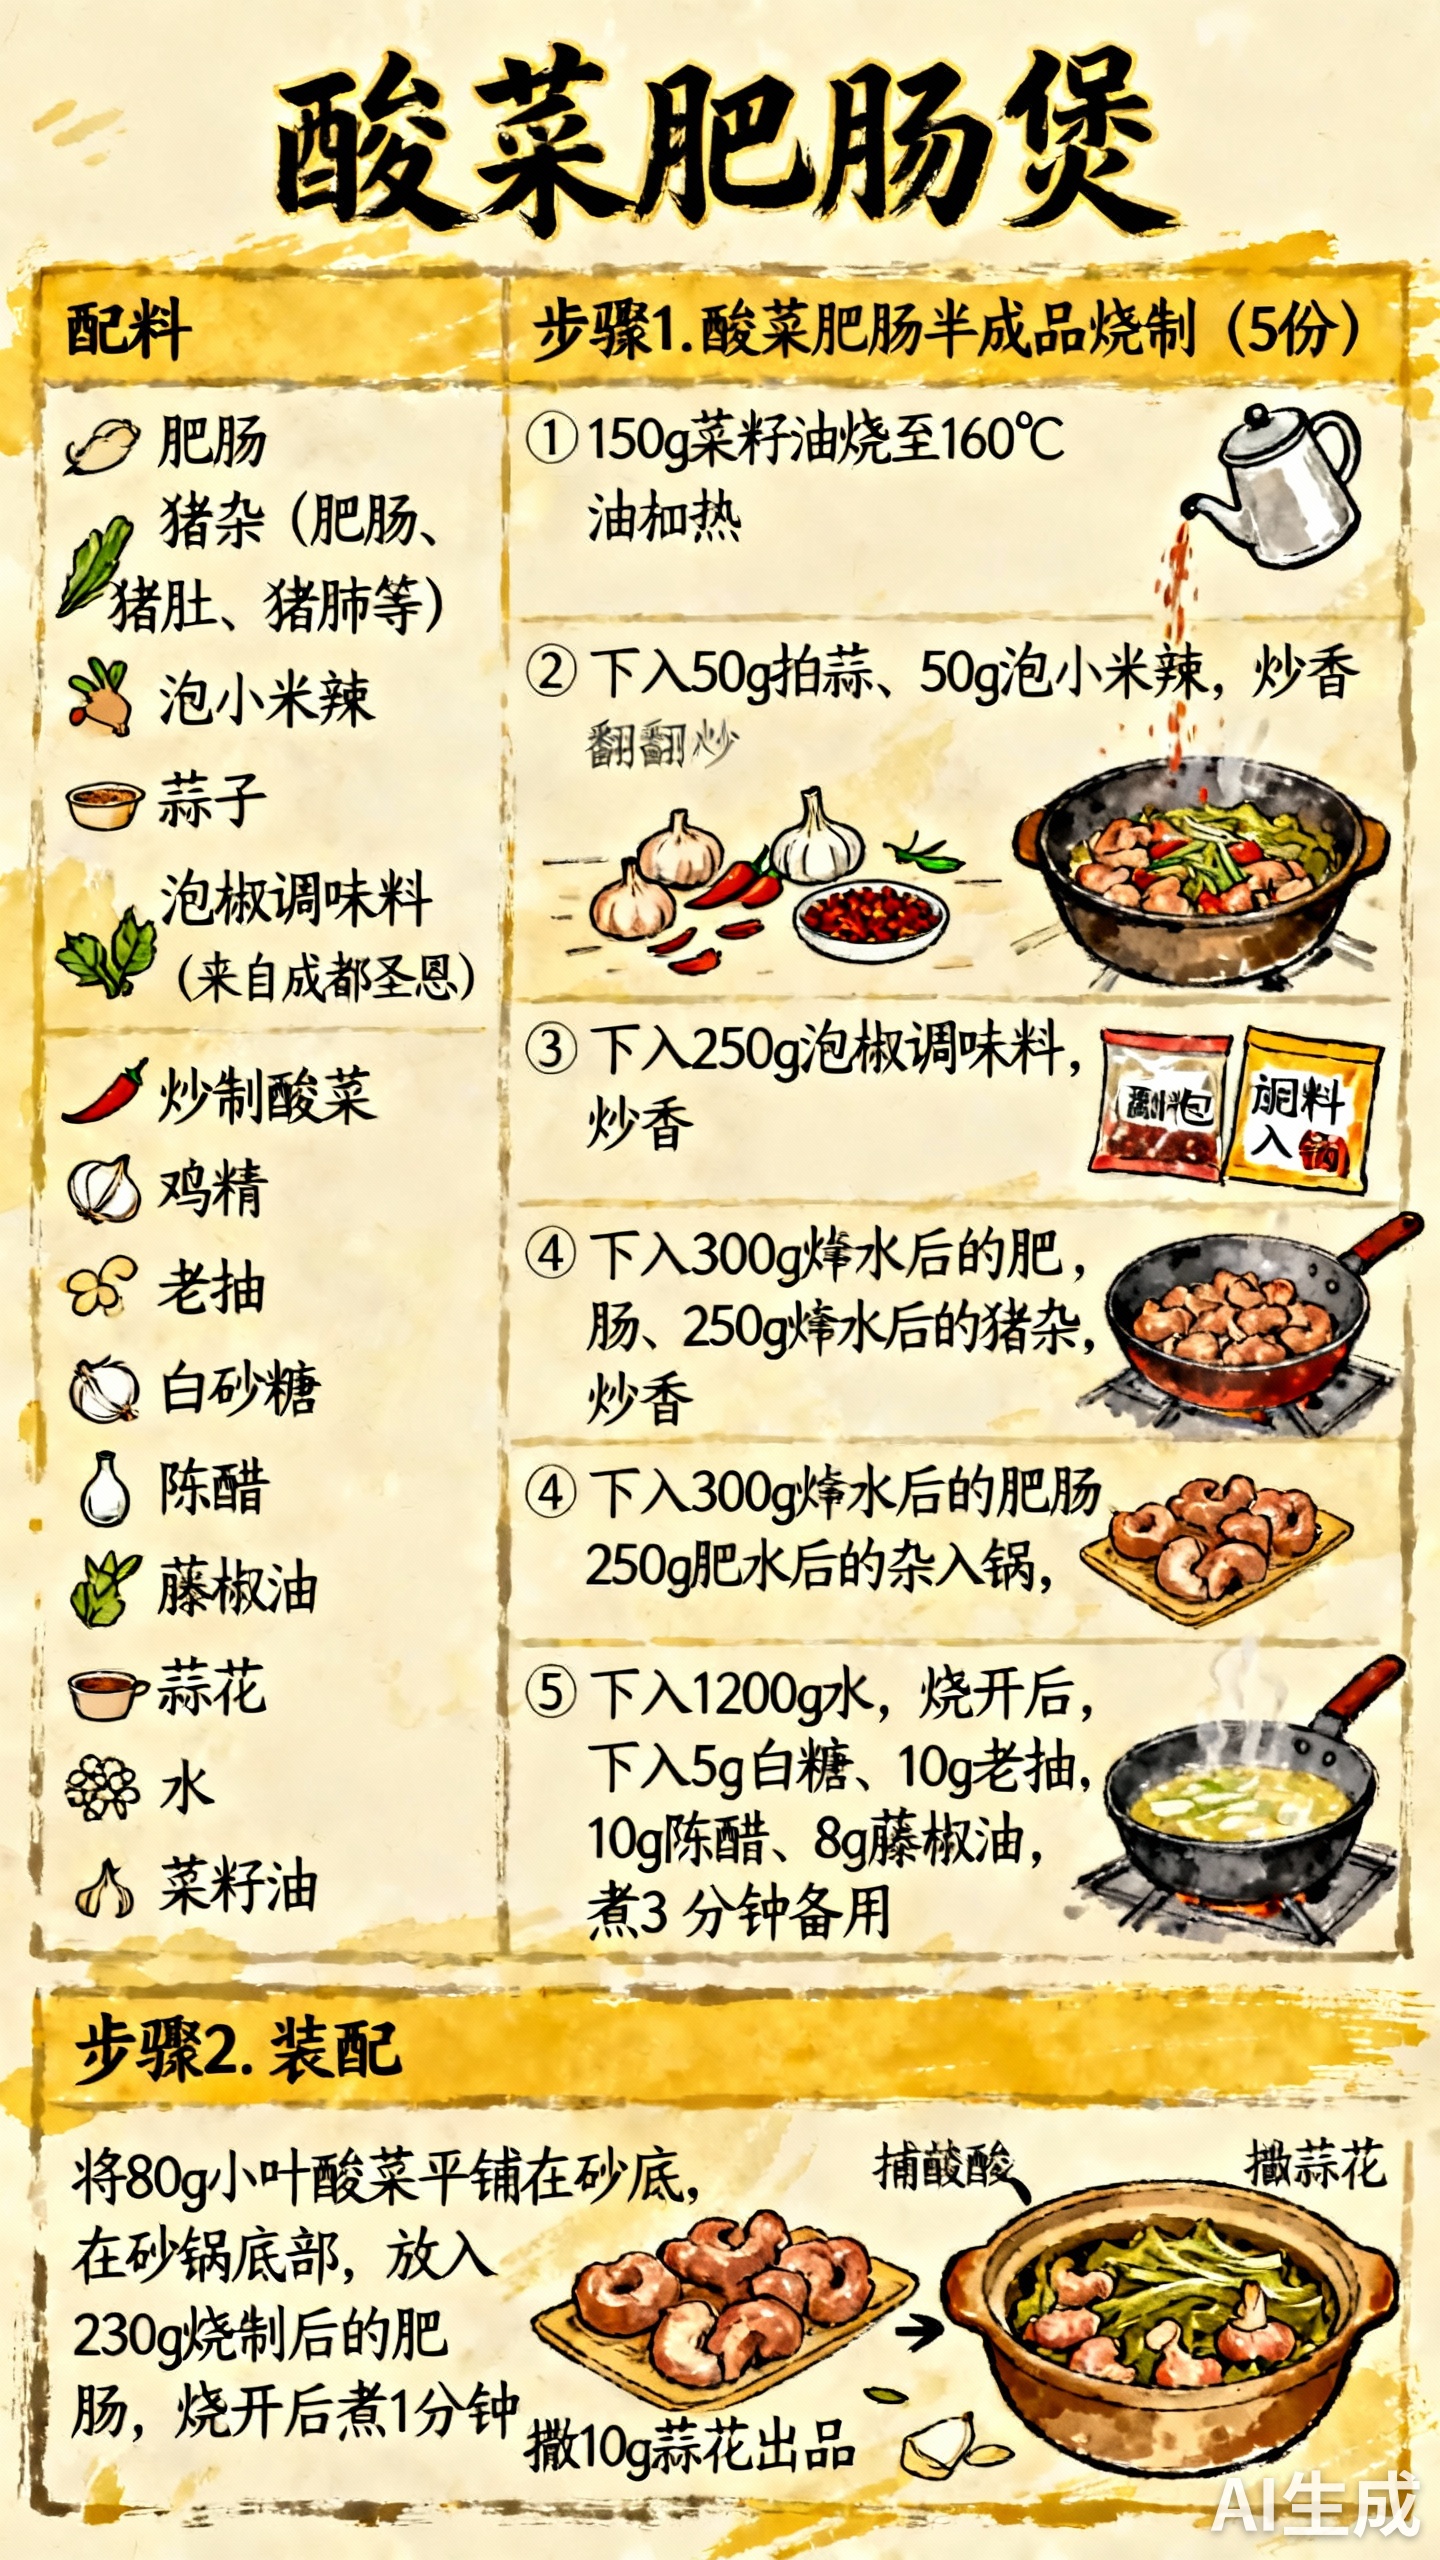 酸菜肥肠煲
配料
肥肠
猪杂（肥肠、
猪肚、猪肺等）
泡小米辣
蒜子
泡椒调味料
（来自成都圣恩）
炒制酸菜
鸡精
老抽
白砂糖
陈醋
藤椒油
蒜花
水
菜籽油
步骤1.酸菜肥肠半成品烧制（5份）
①150g菜籽油烧至160℃
油加热
②下入50g拍蒜、50g泡小米辣，炒香
翻翻炒
③下入250g泡椒调味料，
炒香
料
入
④下入300g水后的肥，
肠、250g水后的猪杂，
炒香
④下入300g水后的肥肠
250g肥水后的杂入锅，
⑤下入1200g水，烧开后，
下入5g白糖、10g老抽，
10g陈醋、8g藤椒油，
煮3 分钟备用
步骤2.装配
将80g小叶酸菜平铺在砂底，
在砂锅底部，放入
230g烧制后的肥
肠，烧开后煮1分钟
撒10g蒜花出品
捕酸
撒蒜花
AI生成